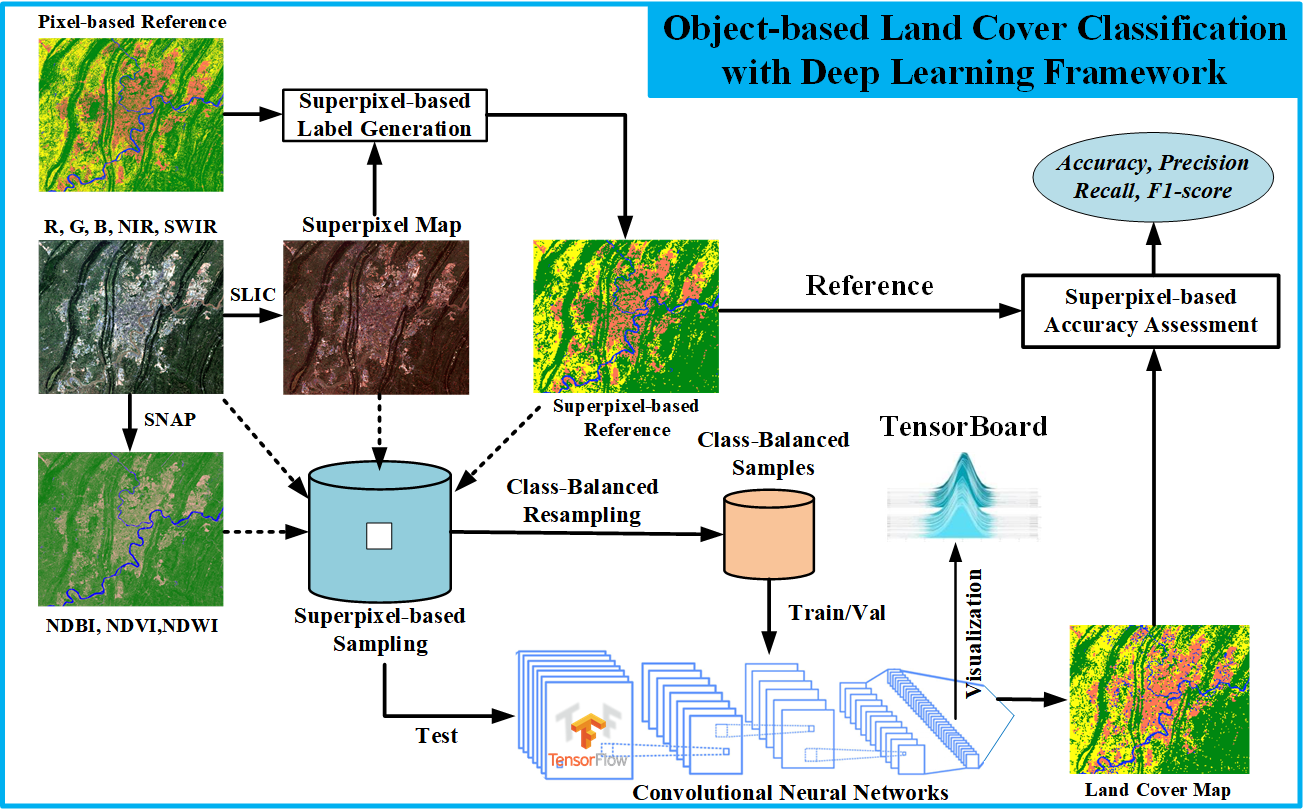 Object-based Land Cover Classification
with Deep Learning Framework
Pixel-based Reference
Superpixel-based
Label Generation
Accuracy, Precision
Recall, F1-score
R, G, B, NIR, SWIR
Superpixel Map
SLIC
Reference
Superpixel-based
Accuracy Assessment
SNAP
Superpixel-based
Reference
TensorBoard
Class-Balanced
Samples
Class-Balanced
Resampling
NDBI, NDVI,NDWI
Superpixel-based
Sampling
Train/Val
Visualization
Test
TensorFlow
Convolutional Neural Networks
Land Cover Map